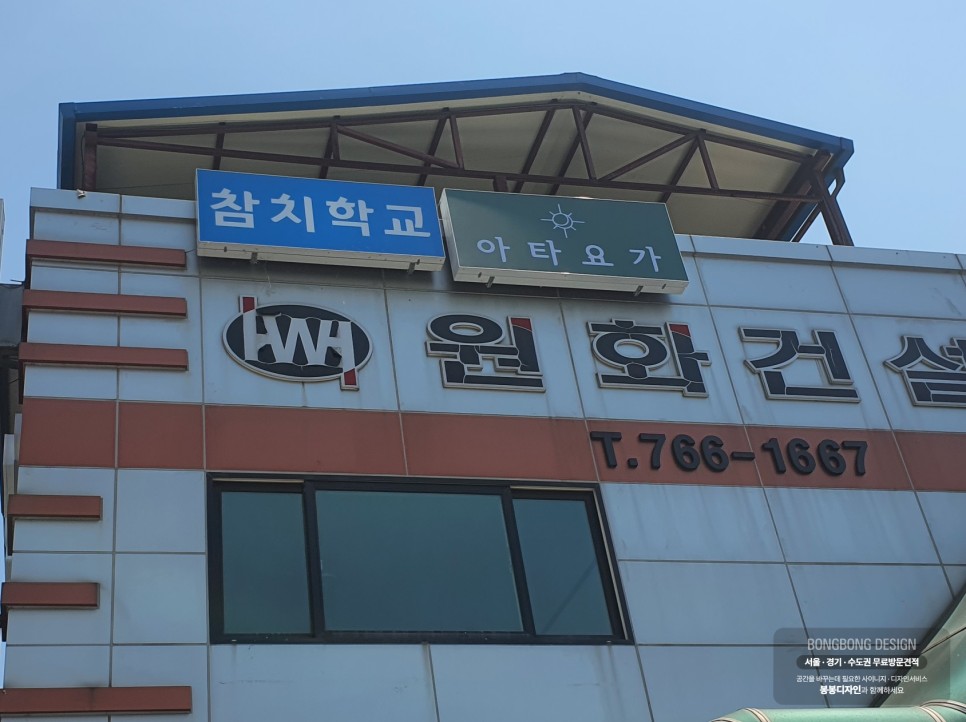 참치학교
아타요가
HWH
원화건설
T.766-1667
BONGBONG DESIGN
서울·경기·수도권 무료방문견적
공간을 바꾸는데 필요한 사이니지·디자인서비스
봉봉디자인과 함께하세요